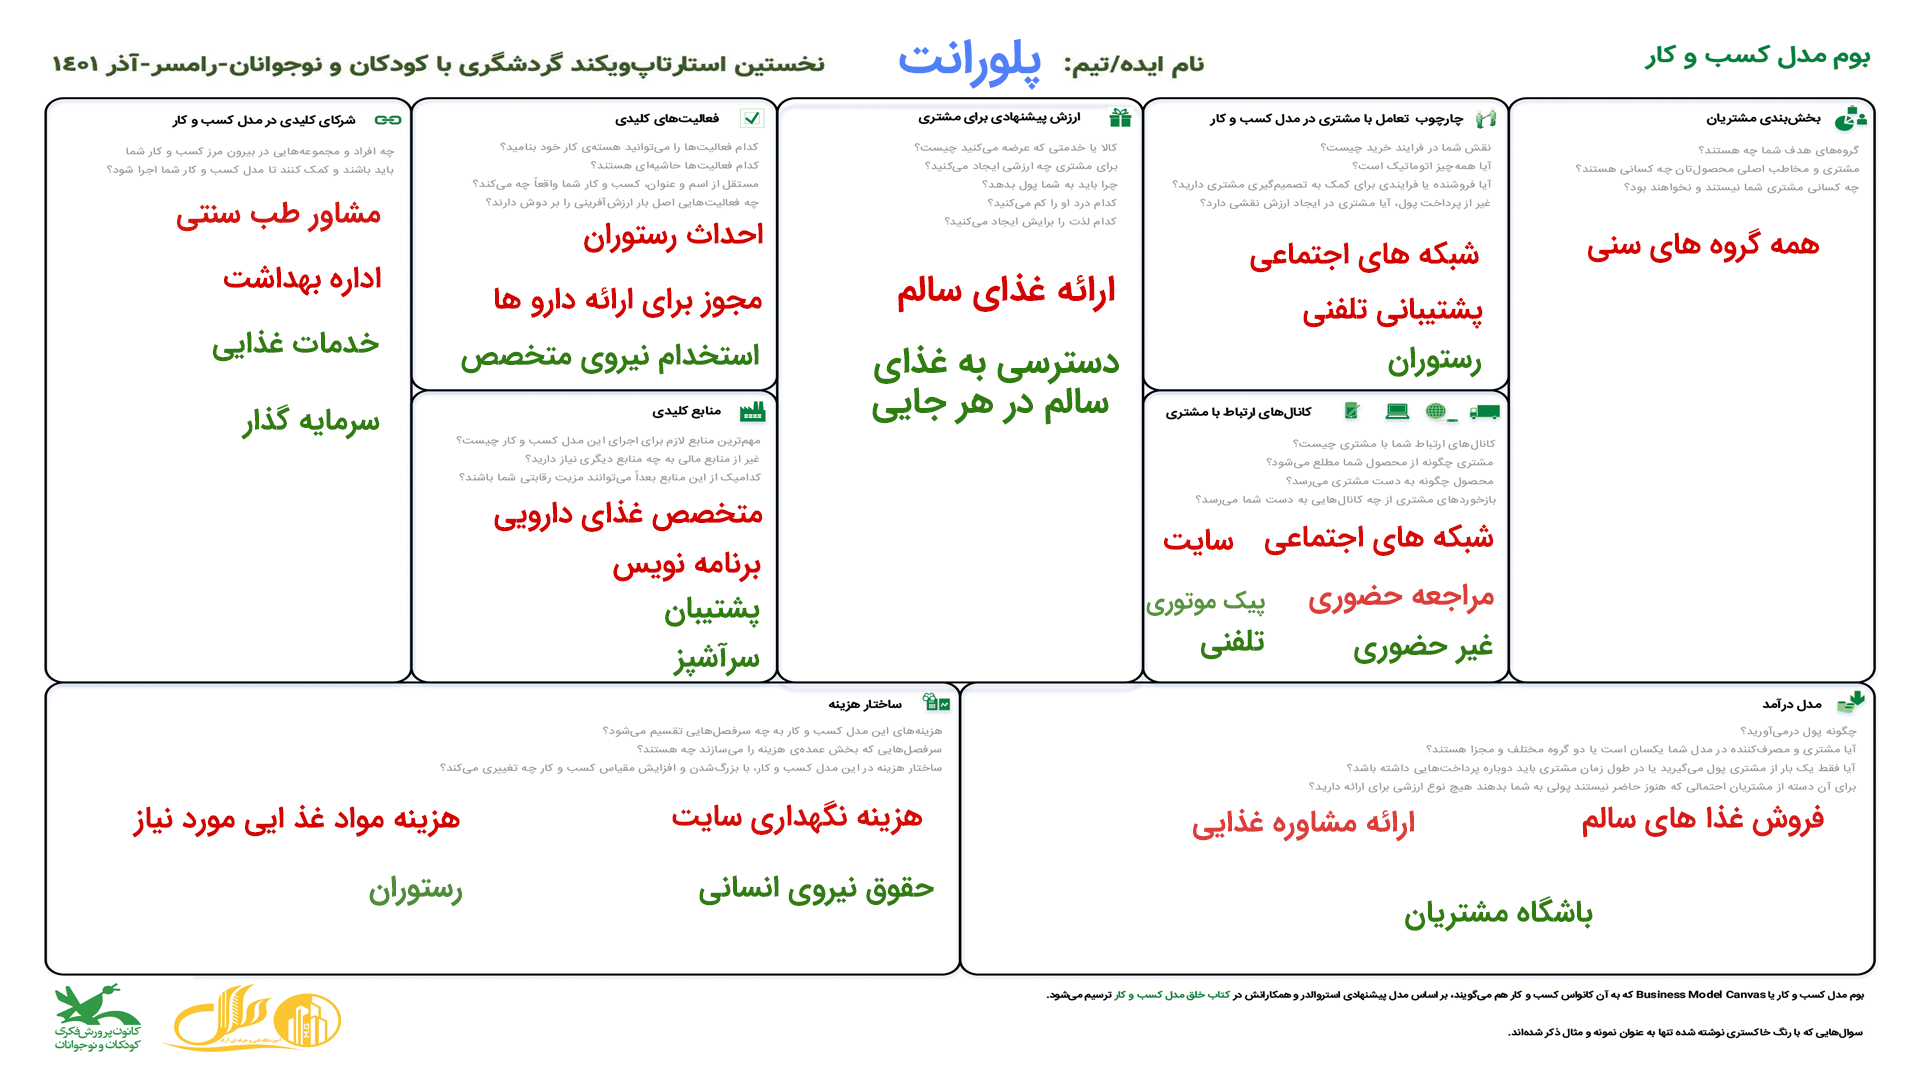 بوم مدل کسب و کار
نام ایده/تیم: پلورانت
نخستین استارتاپ‌ویکند گردشگری با کودکان و نوجوانان-رامسر-آذر ۱٤۰۱
بخش‌بندی مشتریان
گروه‌های هدف شما چه هستند؟
مشتری و مخاطب اصلی محصول‌تان چه کسانی هستند؟
چه کسانی مشتری شما نیستند و نخواهند بود؟
همه گروه های سنی
چارچوب تعامل با مشتری در مدل کسب و کار
نقش شما در فرایند خرید چیست؟
آیا همه‌چیز اتوماتیک است؟
آیا فروشنده یا فرایندی برای کمک به تصمیم‌گیری مشتری دارید؟
غیر از پرداخت پول، آیا مشتری در ایجاد ارزش نقشی دارد؟
شبکه های اجتماعی
پشتیبانی تلفنی
رستوران
کانال‌های ارتباط با مشتری
کانال‌های ارتباط شما با مشتری چیست؟
مشتری چگونه از محصول شما مطلع می‌شود؟
محصول چگونه به دست مشتری می‌رسد؟
بازخوردهای مشتری از چه کانال‌هایی به دست شما می‌رسد؟
شبکه های اجتماعی سایت
مراجعه حضوری پیک موتوری
غیر حضوری تلفنی
ارزش پیشنهادی برای مشتری
کالا یا خدمتی که عرضه می‌کنید چیست؟
برای مشتری چه ارزشی ایجاد می‌کنید؟
چرا باید به شما پول بدهد؟
کدام درد او را کم می‌کنید؟
کدام لذت را برایش ایجاد می‌کنید؟
ارائه غذای سالم
دسترسی به غذای
سالم در هر جایی
فعالیت‌های کلیدی
کدام فعالیت‌ها را می‌توانید هسته‌ی کار خود بنامید؟
کدام فعالیت‌ها حاشیه‌ای هستند؟
مستقل از اسم و عنوان، کسب و کار شما واقعاً چه می‌کند؟
چه فعالیت‌هایی اصل بار ارزش‌آفرینی را بر دوش دارند؟
احداث رستوران
مجوز برای ارائه دارو ها
استخدام نیروی متخصص
منابع کلیدی
مهم‌ترین منابع لازم برای اجرای این مدل کسب و کار چیست؟
غیر از منابع مالی به چه منابع دیگری نیاز دارید؟
کدامیک از این منابع بعداً می‌توانند مزیت رقابتی شما باشند؟
متخصص غذای دارویی
برنامه نویس
پشتیبان
سرآشپز
شرکای کلیدی در مدل کسب و کار
چه افراد و مجموعه‌هایی در بیرون مرز کسب و کار شما
باید باشند و کمک کنند تا مدل کسب و کار شما اجرا شود؟
مشاور طب سنتی
اداره بهداشت
خدمات غذایی
سرمایه گذار
مدل درآمد
چگونه پول درمی‌آورید؟
آیا مشتری و مصرف‌کننده در مدل شما یکسان است یا دو گروه مختلف و مجزا هستند؟
آیا فقط یک بار از مشتری پول می‌گیرید یا در طول زمان مشتری باید دوباره پرداخت‌هایی داشته باشد؟
برای آن دسته از مشتریان احتمالی که هنوز حاضر نیستند پولی به شما بدهند هیچ نوع ارزشی برای ارائه دارید؟
فروش غذا های سالم ارائه مشاوره غذایی
باشگاه مشتریان
ساختار هزینه
هزینه‌های این مدل کسب و کار به چه سرفصل‌هایی تقسیم می‌شود؟
سرفصل‌هایی که بخش عمده‌ی هزینه را می‌سازند چه هستند؟
ساختار هزینه در این مدل کسب و کار، با بزرگ‌شدن و افزایش مقیاس کسب و کار چه تغییری می‌کند؟
هزینه نگهداری سایت هزینه مواد غذ ایی مورد نیاز
حقوق نیروی انسانی رستوران
بوم مدل کسب و کار یا Business Model Canvas که به آن کانواس کسب و کار هم می‌گویند، بر اساس مدل پیشنهادی استروالدر و همکارانش در کتاب خلق مدل کسب و کار ترسیم می‌شود.
سوال‌هایی که با رنگ خاکستری نوشته شده تنها به عنوان نمونه و مثال ذکر شده‌اند.
کانون پرورش فکری
کودکان و نوجوانان